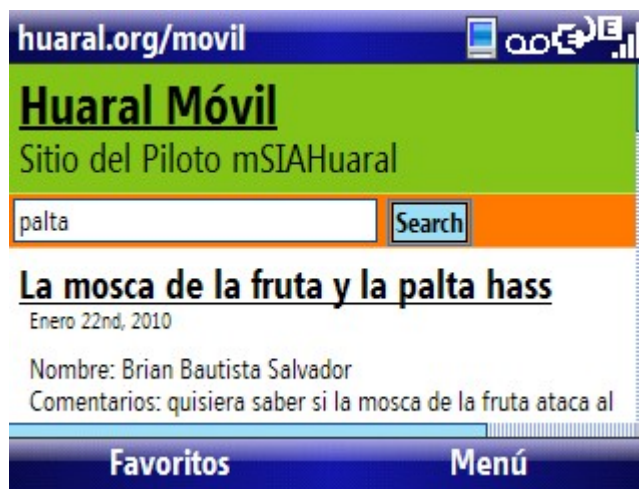 huaral.org/movil
E
Huaral Móvil
Sitio del Piloto mSIAHuaral
palta Search
La mosca de la fruta y la palta hass
Enero 22nd, 2010
Nombre: Brian Bautista Salvador
Comentarios: quisiera saber si la mosca de la fruta ataca al
Favoritos Menú